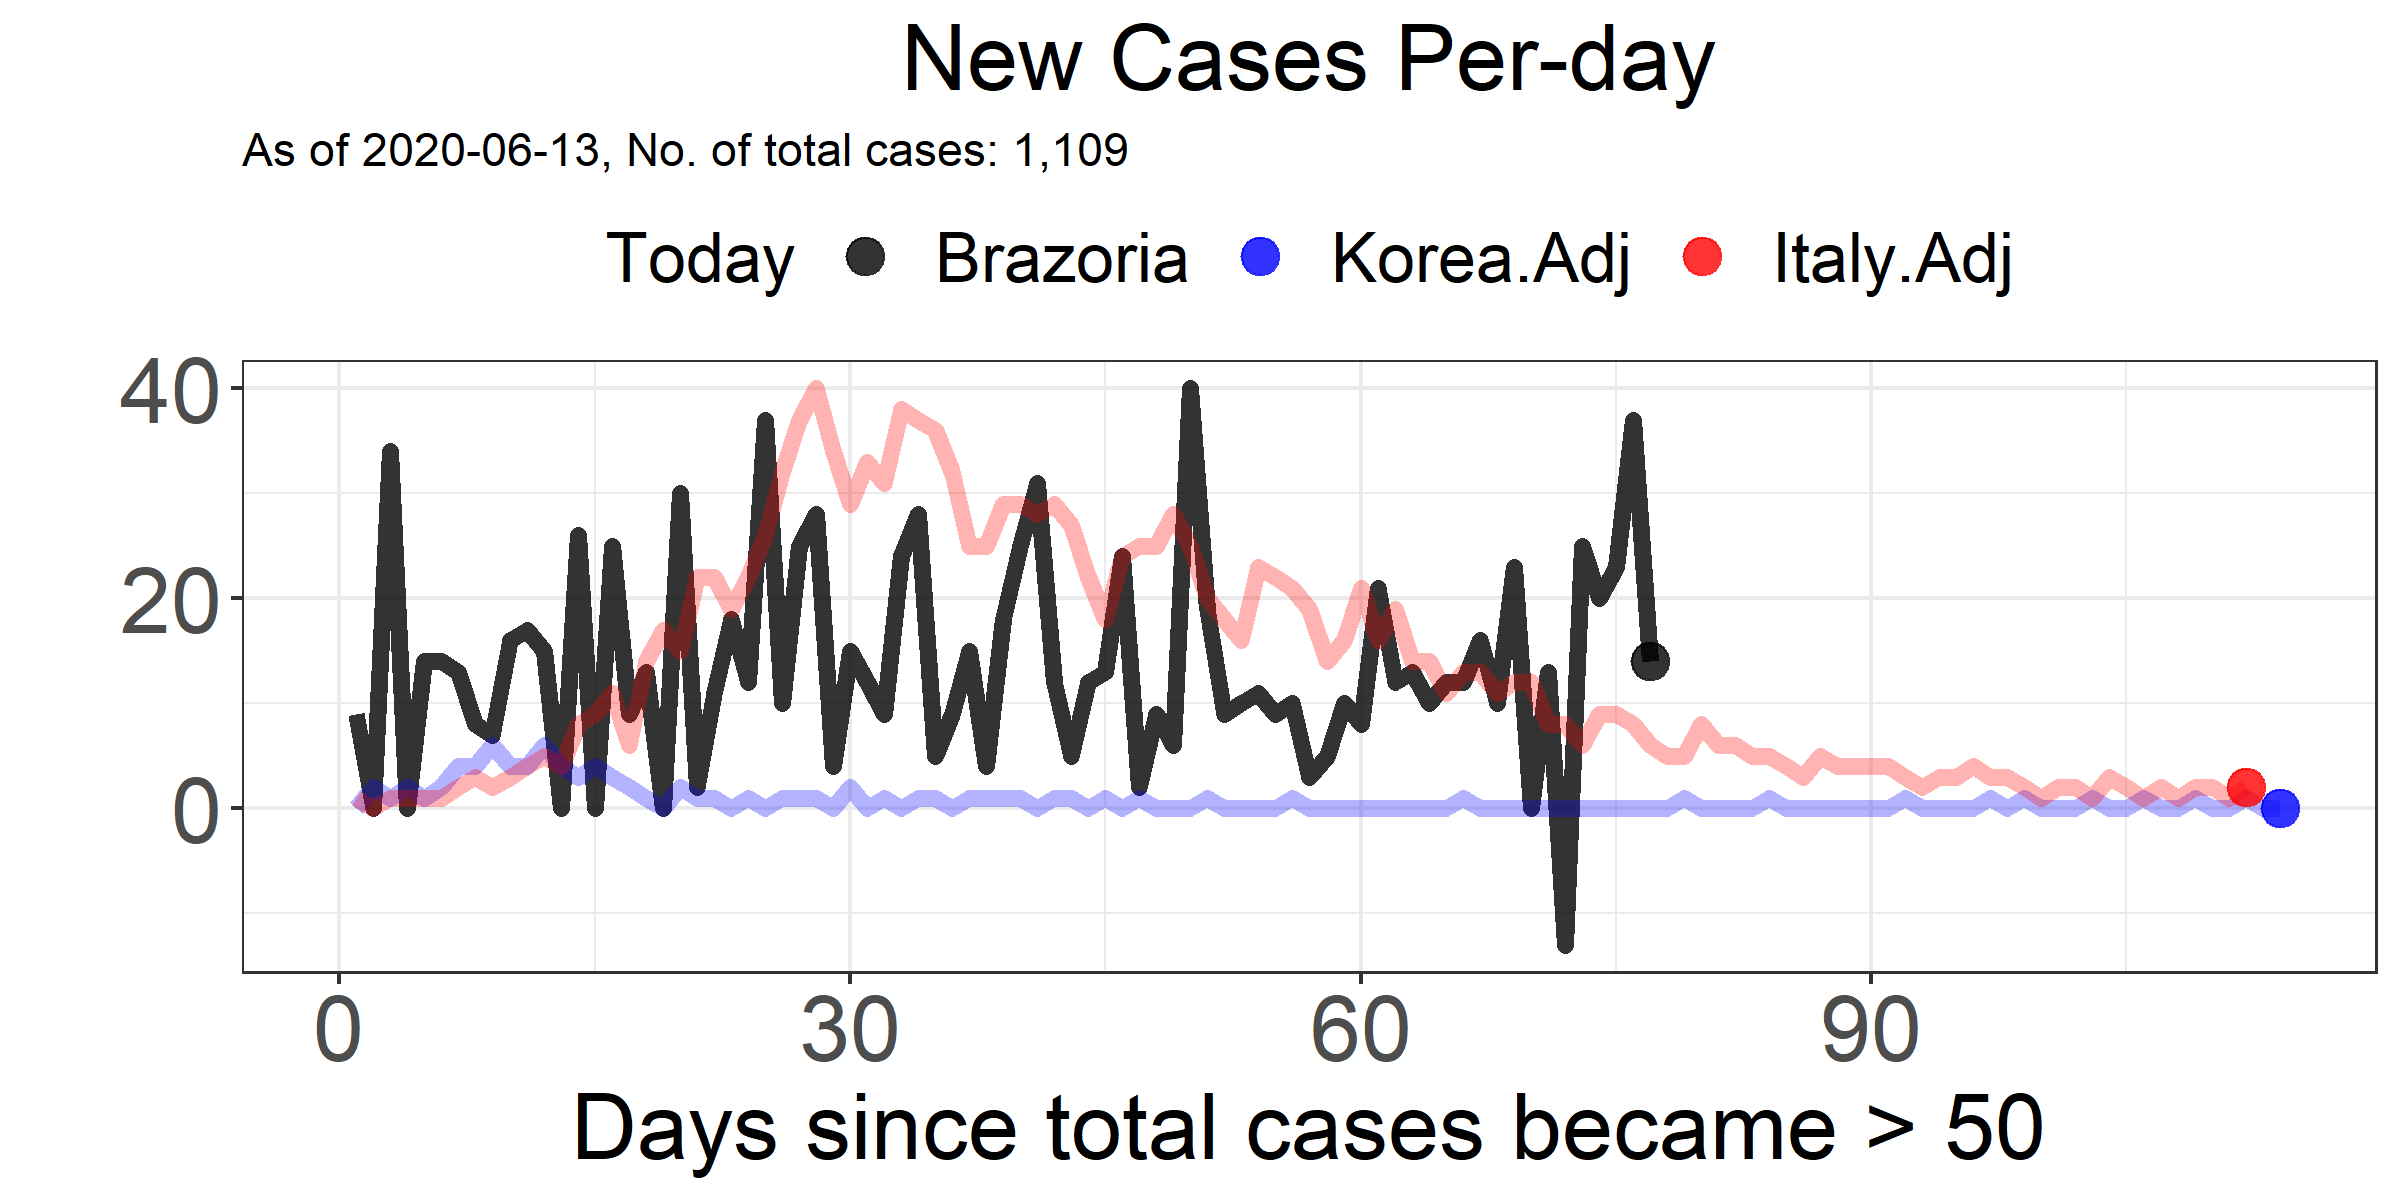 New Cases Per-day
As of 2020-06-13, No. of total cases: 1,109
Today Brazoria Korea.Adj Italy.Adj
40
20
0
0 30 60 90
Days since total cases became > 50